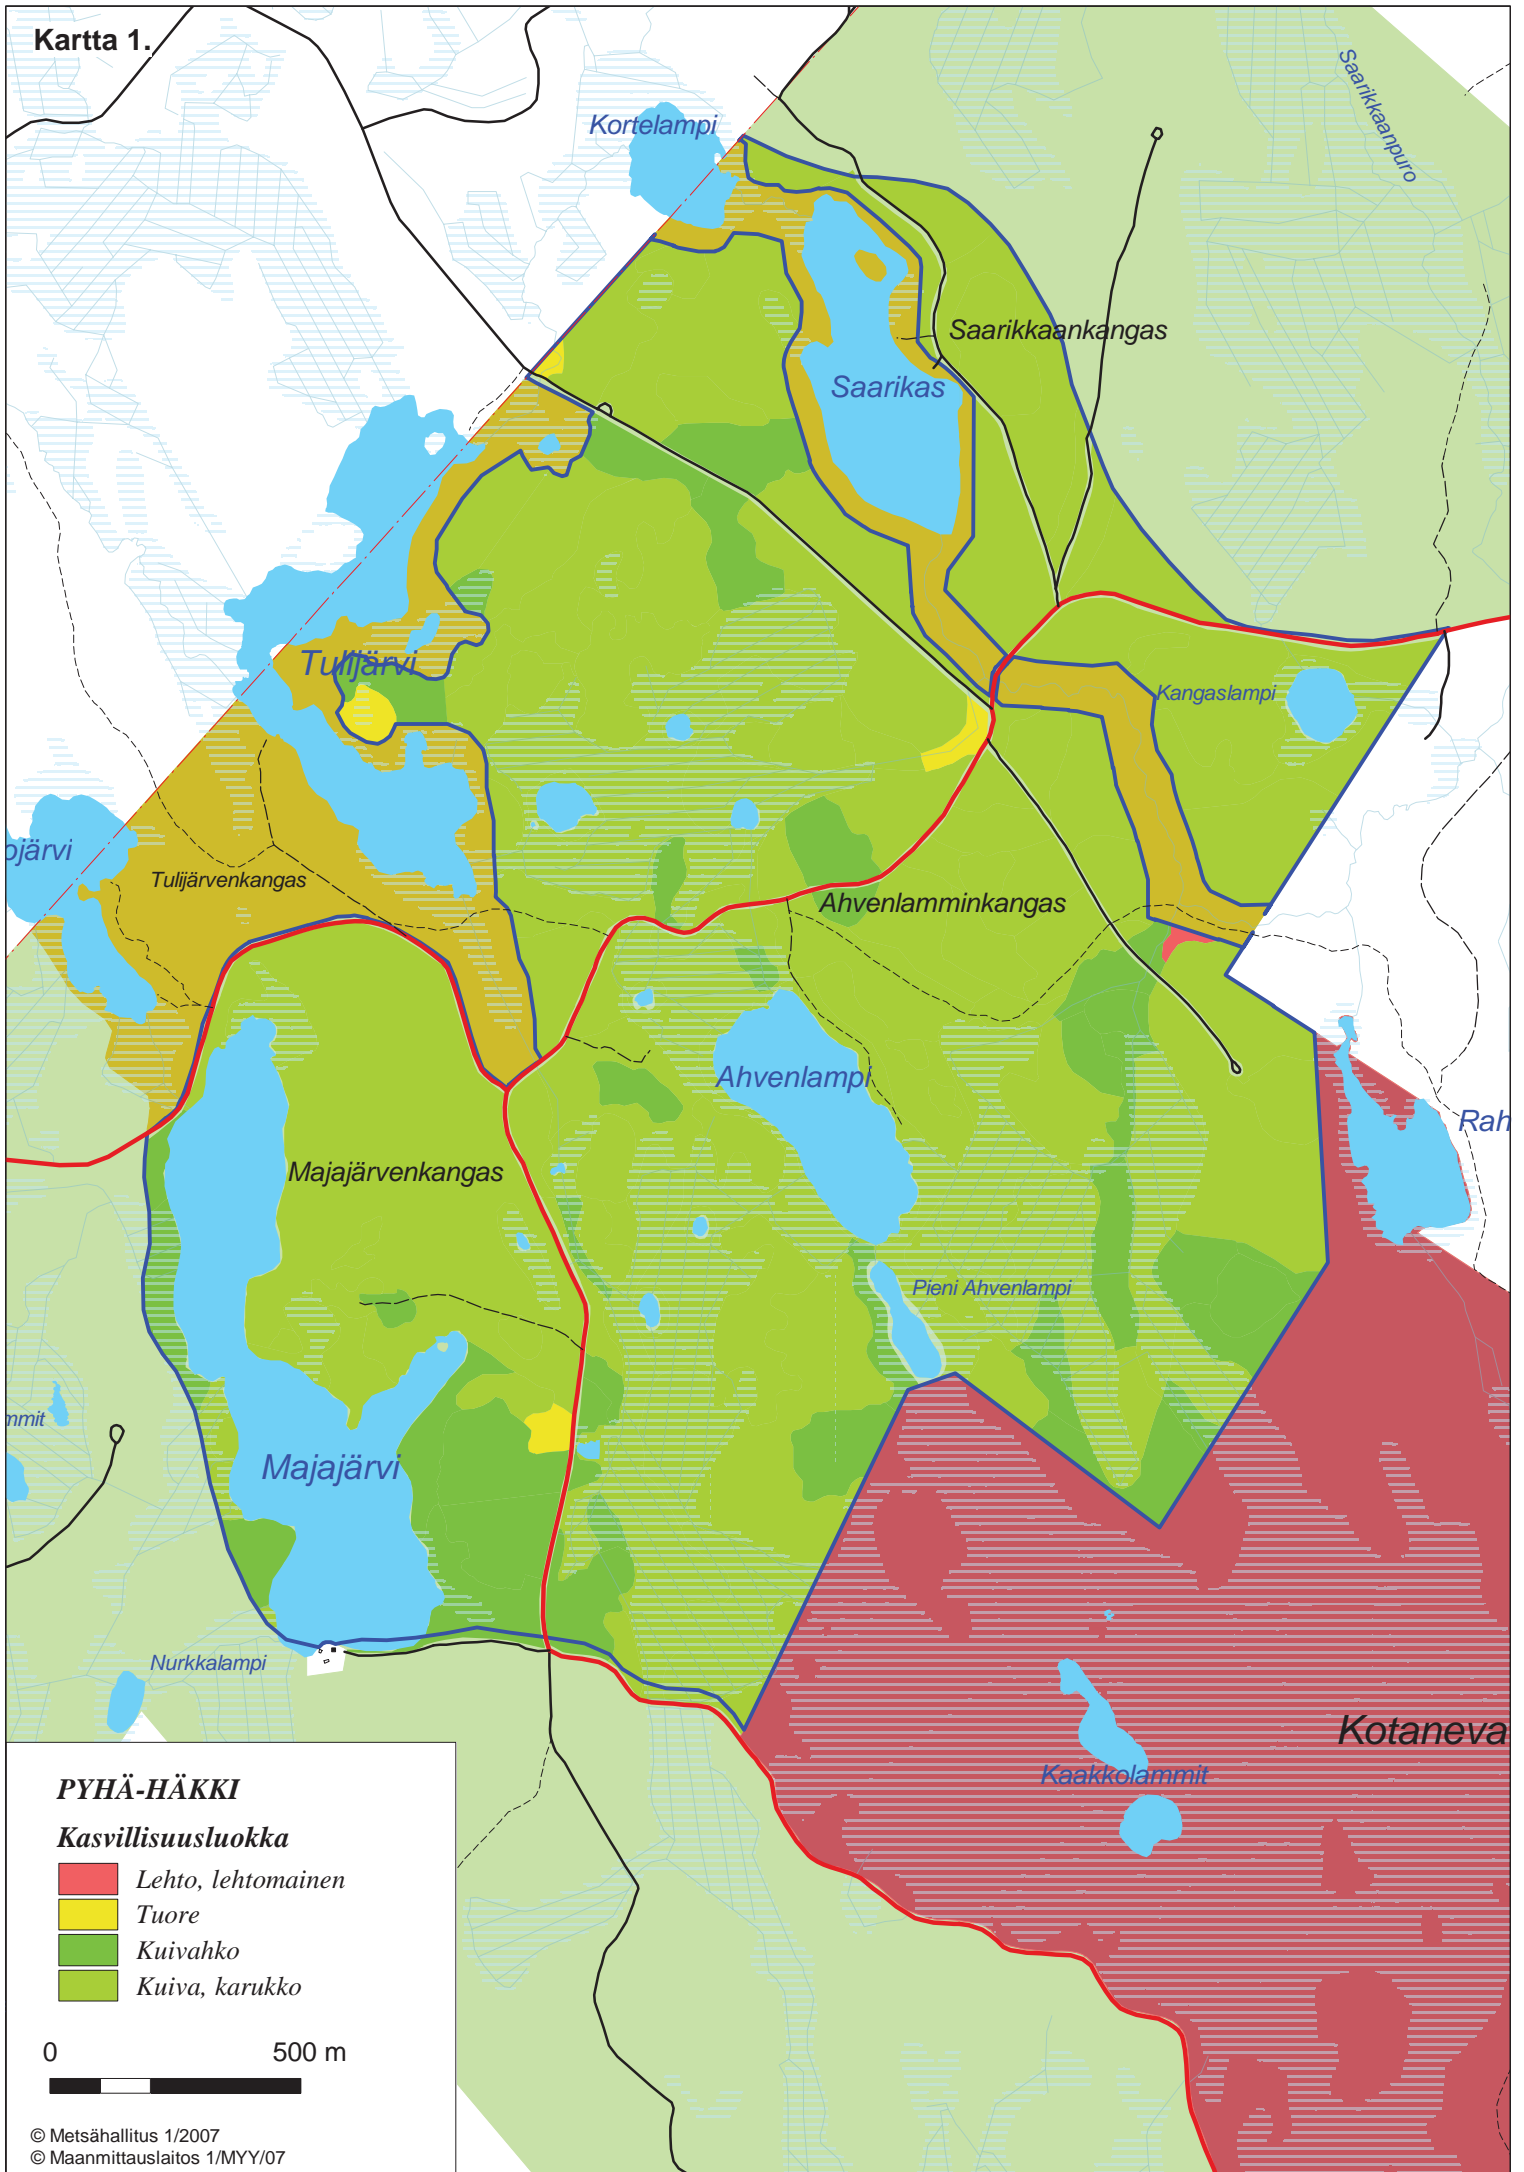 Kartta 1.
Saarikkaanpuro
Kortelampi
Saarikkaankangas
Saarikas
Tulijärvi
Kangaslampi
ojärvi
Tulijärvenkangas
Ahvenlamminkangas
Ahvenlampi
Rah
Majajärvenkangas
Pieni Ahvenlampi
mmit
Majajärvi
Nurkkalampi
Kotaneva
Kaakkolammit
PYHÄ-HÄKKI
Kasvillisuusluokka
Lehto, lehtomainen
Tuore
Kuivahko
Kuiva, karukko
0 500 m
© Metsähallitus 1/2007
© Maanmittauslaitos 1/MYY/07